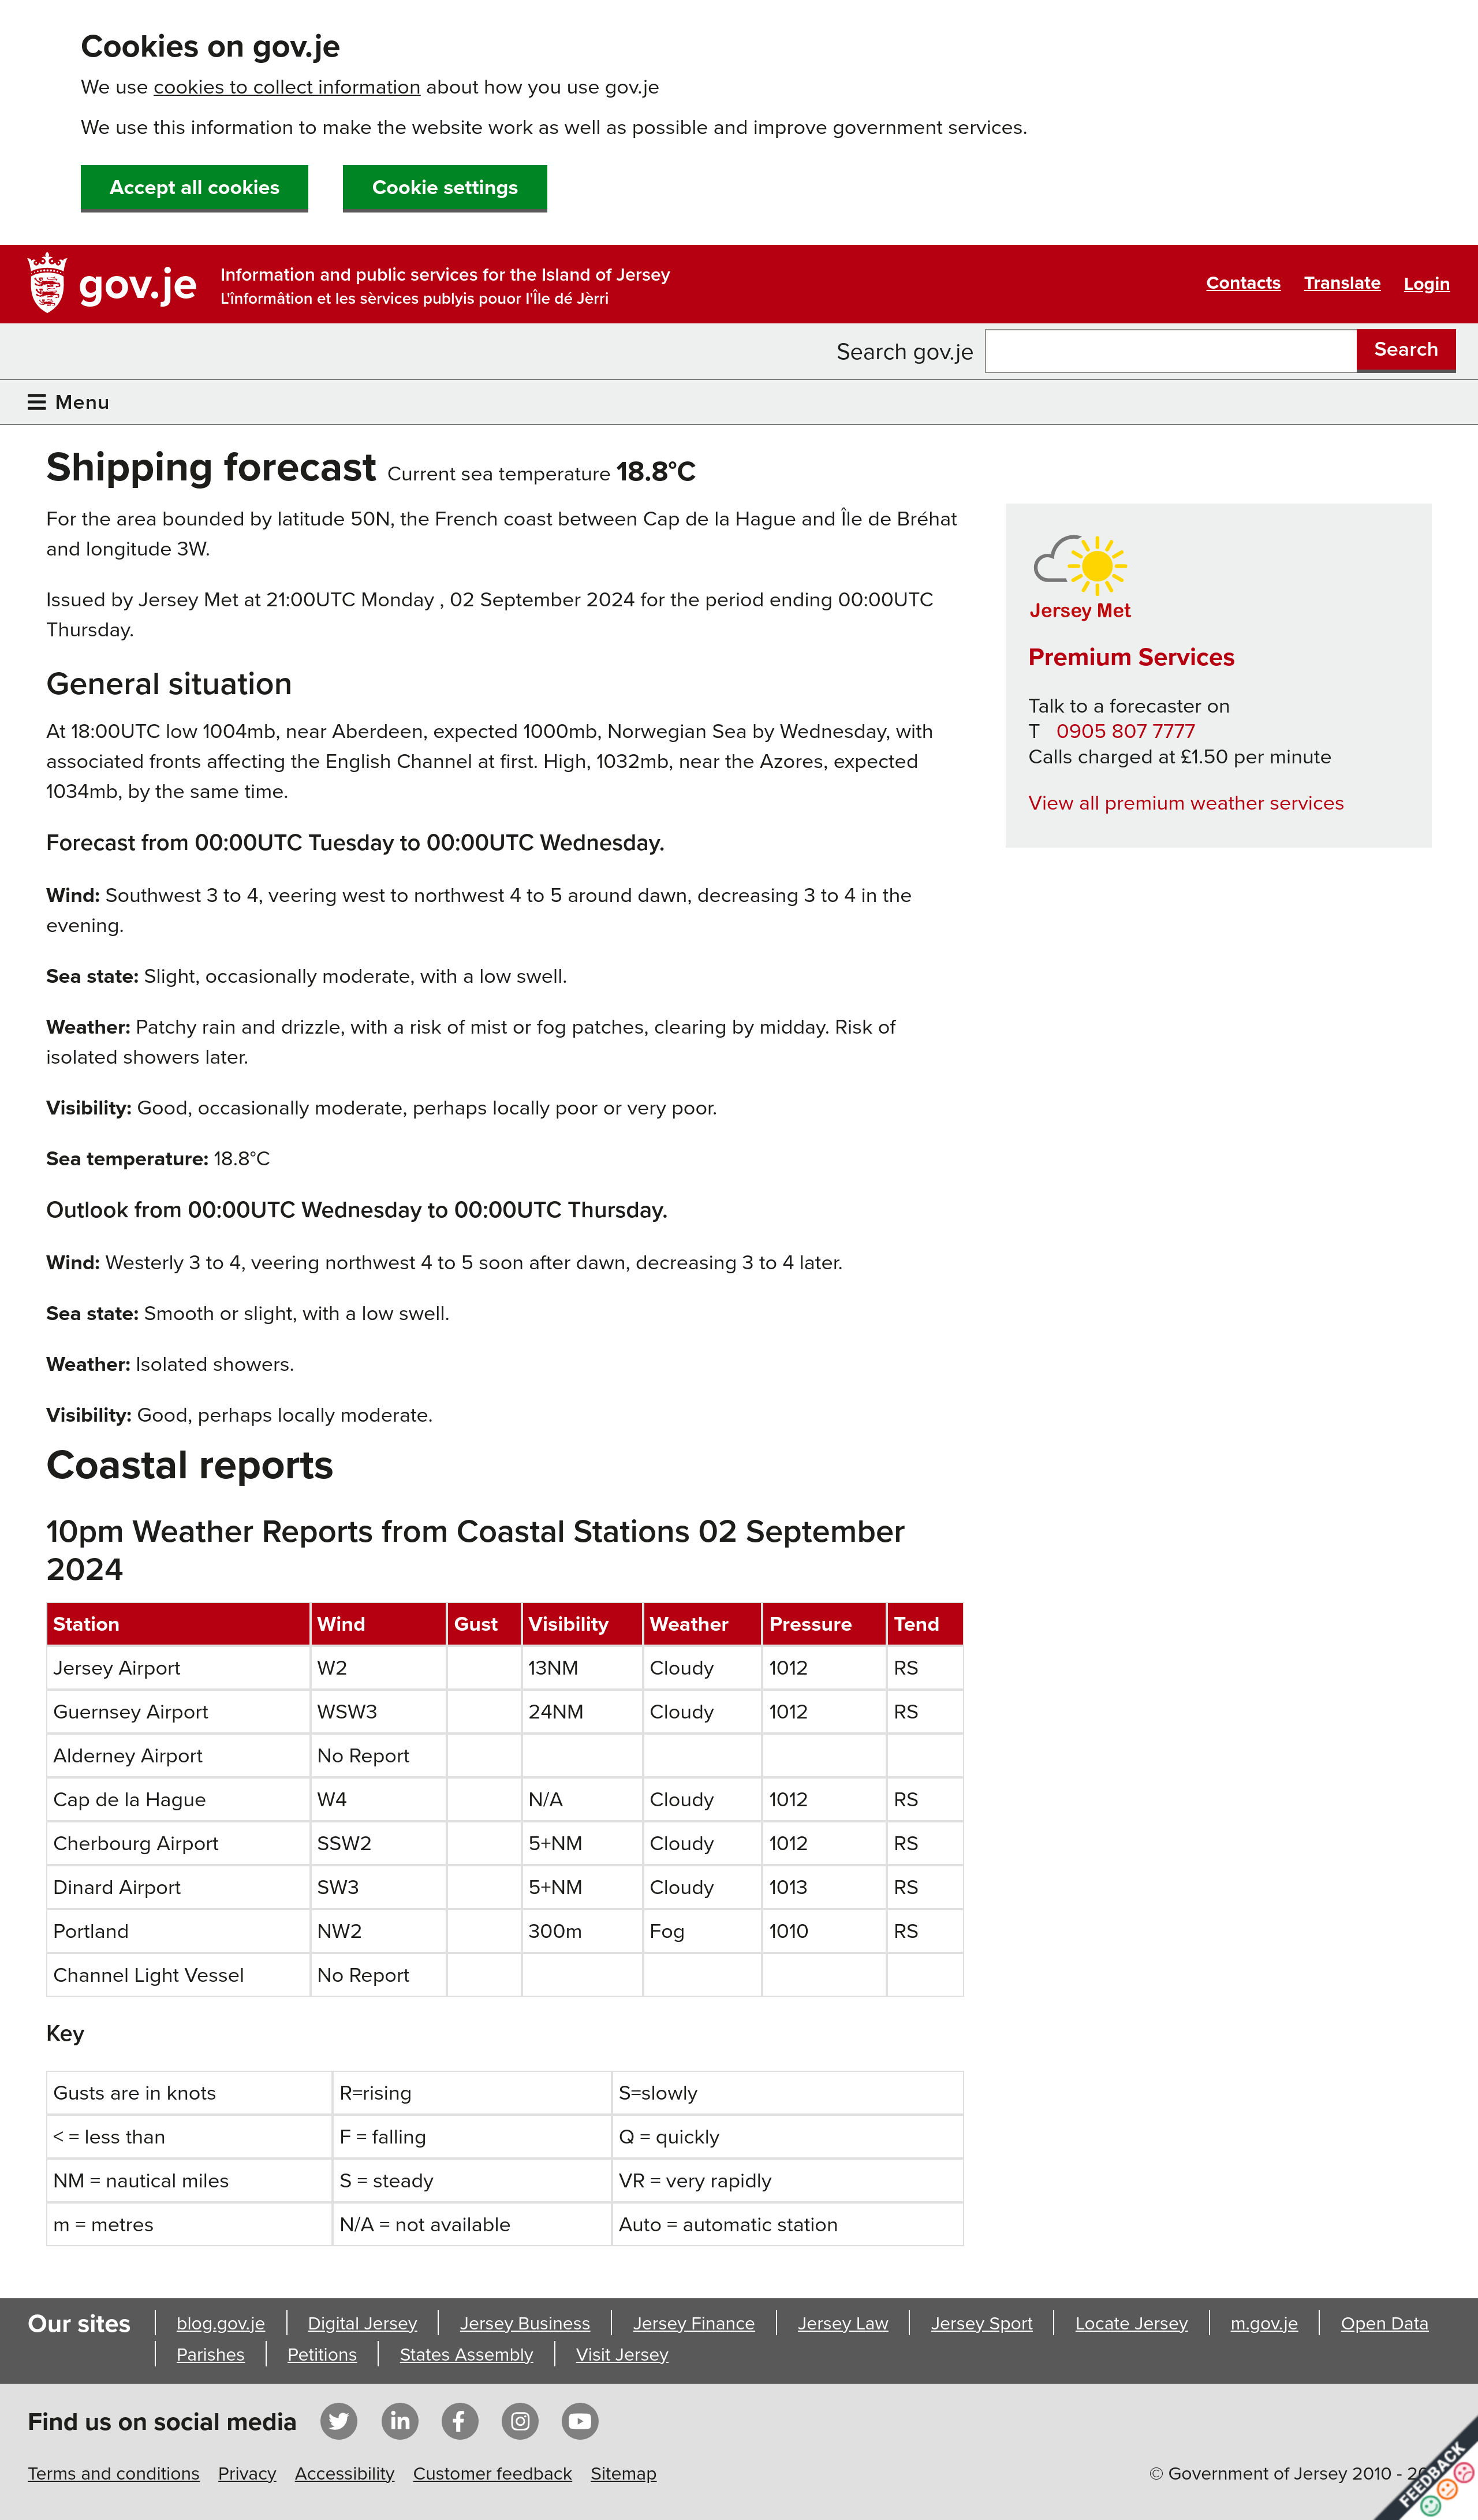 Cookies on gov.je
We use cookies to collect information about how you use gov.je
We use this information to make the website work as well as possible and improve government services.
Accept all cookies
Cookie settings
gov.je
Information and public services for the Island of Jersey
L'înformâtion et les sèrvices publyis pouor I'Île dé Jèrri
Contacts
Translate
Login
Search gov.je
Search
Menu
Shipping forecast Current sea temperature 18.8°C
For the area bounded by latitude 50N, the French coast between Cap de la Hague and Île de Bréhat
and longitude 3W.
Issued by Jersey Met at 21:00UTC Monday , 02 September 2024 for the period ending 00:00UTC
Thursday.
General situation
At 18:00UTC low 1004mb, near Aberdeen, expected 1000mb, Norwegian Sea by Wednesday, with
associated fronts affecting the English Channel at first. High, 1032mb, near the Azores, expected
1034mb, by the same time.
Forecast from 00:00UTC Tuesday to 00:00UTC Wednesday.
Wind: Southwest 3 to 4, veering west to northwest 4 to 5 around dawn, decreasing 3 to 4 in the
evening.
Sea state: Slight, occasionally moderate, with a low swell.
Weather: Patchy rain and drizzle, with a risk of mist or fog patches, clearing by midday. Risk of
isolated showers later.
Visibility: Good, occasionally moderate, perhaps locally poor or very poor.
Sea temperature: 18.8°C
Outlook from 00:00UTC Wednesday to 00:00UTC Thursday.
Wind: Westerly 3 to 4, veering northwest 4 to 5 soon after dawn, decreasing 3 to 4 later.
Sea state: Smooth or slight, with a low swell.
Weather: Isolated showers.
Visibility: Good, perhaps locally moderate.
Jersey Met
Premium Services
Talk to a forecaster on
T 0905 807 7777
Calls charged at £1.50 per minute
View all premium weather services
Coastal reports
10pm Weather Reports from Coastal Stations 02 September
2024
Station Wind Gust Visibility Weather Pressure Tend
Jersey Airport W2 13NM Cloudy 1012 RS
Guernsey Airport WSW3 24NM Cloudy 1012 RS
Alderney Airport No Report
Cap de la Hague W4 N/A Cloudy 1012 RS
Cherbourg Airport SSW2 5+NM Cloudy 1012 RS
Dinard Airport SW3 5+NM Cloudy 1013 RS
Portland NW2 300m Fog 1010 RS
Channel Light Vessel No Report
Key
Gusts are in knots R=rising S=slowly
< = less than F = falling Q = quickly
NM = nautical miles S = steady VR = very rapidly
m = metres N/A = not available Auto = automatic station
Our sites blog.gov.je Digital Jersey Jersey Business Jersey Finance Jersey Law Jersey Sport Locate Jersey m.gov.je Open Data
Parishes Petitions States Assembly Visit Jersey
Find us on social media
Terms and conditions Privacy Accessibility Customer feedback Sitemap
© Government of Jersey 2010 -
FEEDBACK